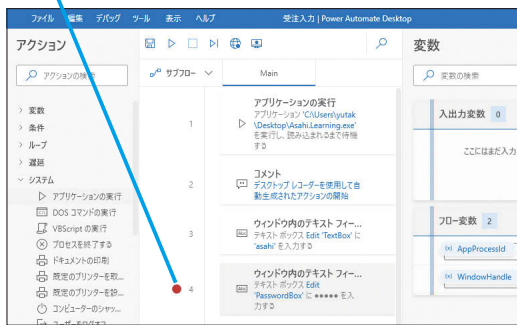 ファイル 編集 デバッグ ツール 表示 ヘルプ 受注入力 | Power Automate Desktop
アクション
アクションの検索
変数
条件
ループ
遅延
システム
アプリケーションの実行
DOS コマンドの実行
VBScript の実行
プロセスを終了する
ドキュメントの印刷
既定のプリンターを取...
既定のプリンターを設...
コンピューターのシャッ...
サブフロー Main
1
アプリケーションの実行
アプリケーション 'C:\Users\yutak
\Desktop\Asahi.Learning.exe'
を実行し、読み込まれるまで待機
する
2
コメント
デスクトップ レコーダーを使用して自
動生成されたアクションの開始
3
ウィンドウ内のテキスト フィー...
Abc
テキスト ボックス Edit 'TextBox' に
'asahi' を入力する
4
ウィンドウ内のテキスト フィー...
Abc
テキスト ボックス Edit
'PasswordBox' に ●●●●● を入
力する
変数
変数の検索
入出力変数 0
ここにはまだ入力
フロー変数 2
(x) AppProcessId
(x) WindowHandle